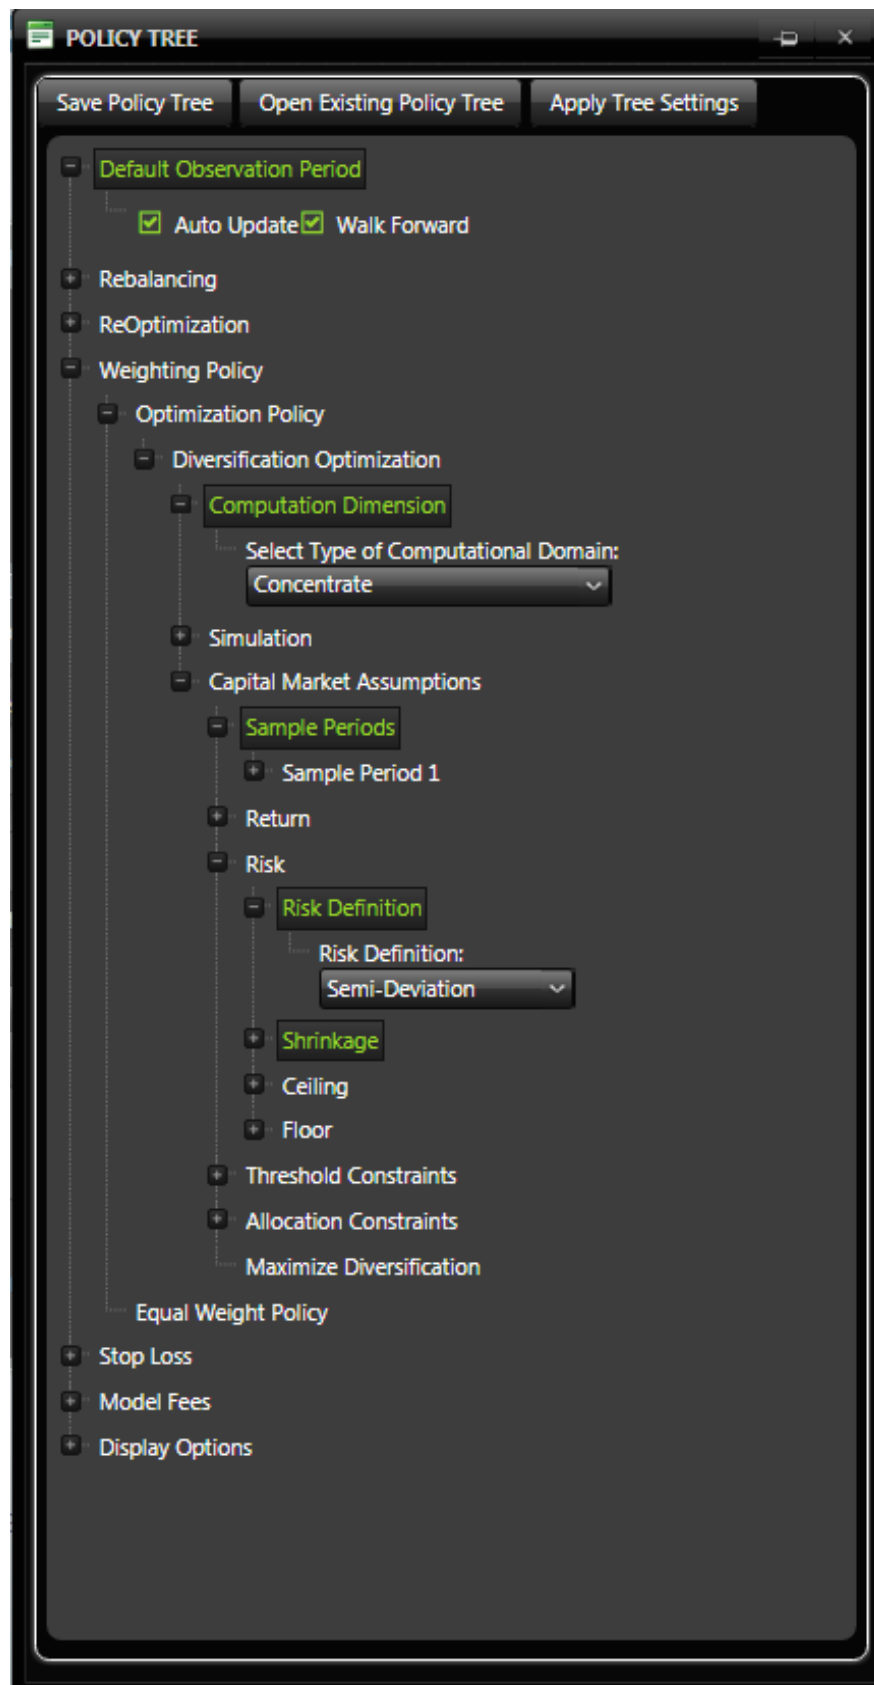 POLICY TREE
Save Policy Tree Open Existing Policy Tree Apply Tree Settings
Default Observation Period
Auto Update Walk Forward
Rebalancing
ReOptimization
Weighting Policy
Optimization Policy
Diversification Optimization
Computation Dimension
Select Type of Computational Domain:
Concentrate
Simulation
Capital Market Assumptions
Sample Periods
Sample Period 1
Return
Risk
Risk Definition
Risk Definition:
Semi-Deviation
Shrinkage
Ceiling
Floor
Threshold Constraints
Allocation Constraints
Maximize Diversification
Equal Weight Policy
Stop Loss
Model Fees
Display Options